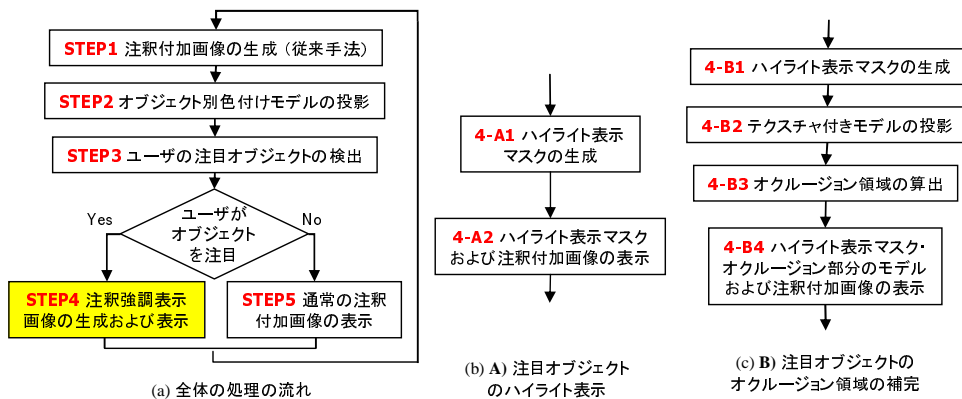 STEP1 注釈付加画像の生成（従来手法）
STEP2 オブジェクト別色付けモデルの投影
STEP3 ユーザの注目オブジェクトの検出
ユーザが
オブジェクト
を注目
Yes
No
STEP4 注釈強調表示
画像の生成および表示
STEP5 通常の注釈
付加画像の表示
(a) 全体の処理の流れ
4-A1 ハイライト表示
マスクの生成
4-A2 ハイライト表示マスク
および注釈付加画像の表示
(b) A) 注目オブジェクト
のハイライト表示
4-B1 ハイライト表示マスクの生成
4-B2 テクスチャ付きモデルの投影
4-B3 オクルージョン領域の算出
4-B4 ハイライト表示マスク・
オクルージョン部分のモデル
および注釈付加画像の表示
(c) B) 注目オブジェクトの
オクルージョン領域の補完